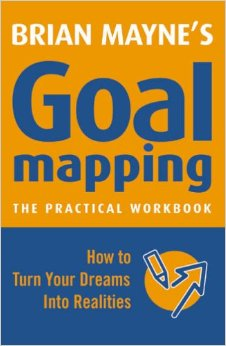 BRIAN MAYNE'S
Goal
mapping
THE PRACTICAL WORKBOOK
How to
Turn Your Dreams
Into Realities